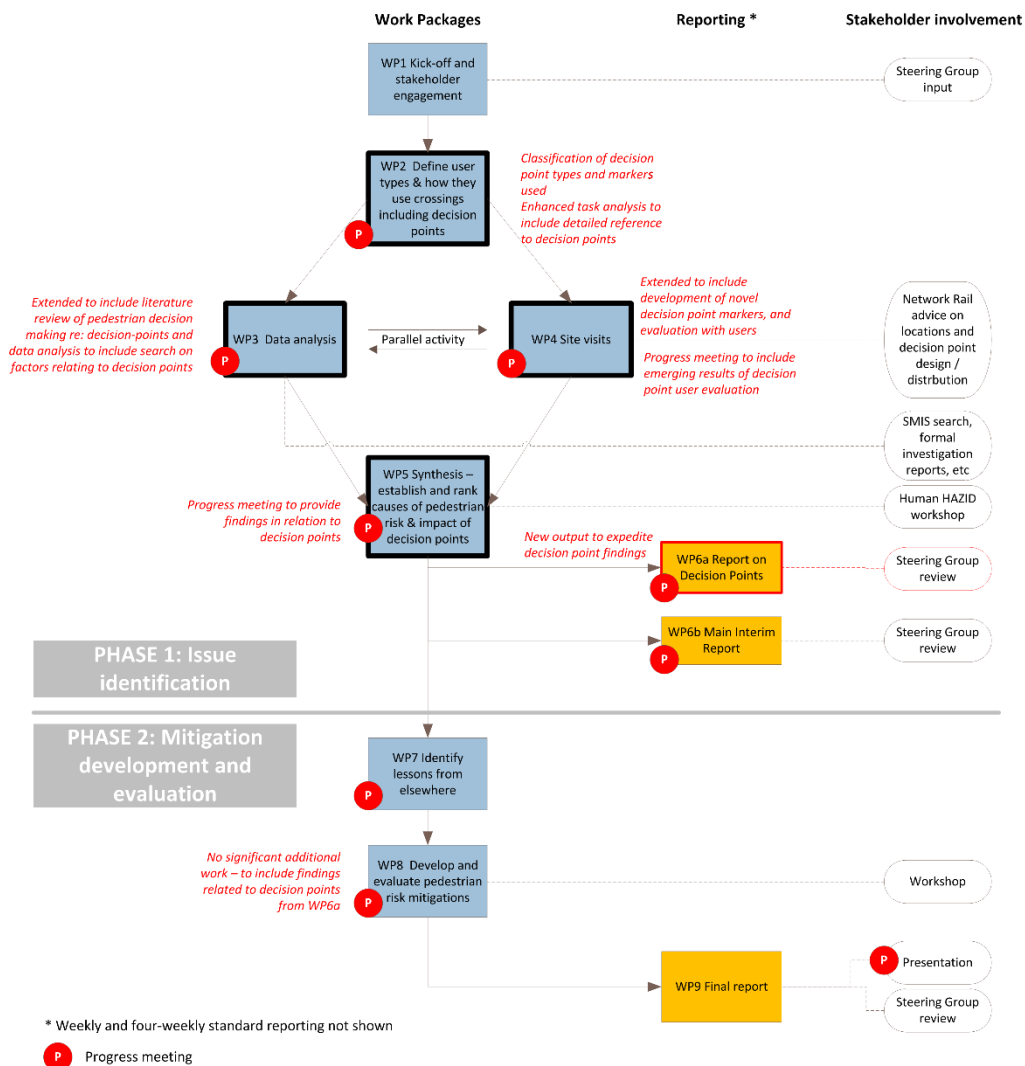 Work Packages
Reporting *
Stakeholder involvement
WP1 Kick-off and
stakeholder
engagement
Steering Group
input
WP2  Define user
types & how they
use crossings
including decision
points
P
Classification of decision
point types and markers
used
Enhanced task analysis to
include detailed reference
to decision points
Extended to include literature
review of pedestrian decision
making re: decision-points and
data analysis to include search on
factors relating to decision points
WP3  Data analysis
P
Parallel activity
WP4 Site visits
P
Extended to include
development of novel
decision point markers, and
evaluation with users
Progress meeting to include
emerging results of decision
point user evaluation
Network Rail
advice on
locations and
decision point
design /
distrbution
SMIS search,
formal
investigation
reports, etc
WP5 Synthesis –
establish and rank
causes of pedestrian
risk & impact of
decision points
P
Progress meeting to provide
findings in relation to
decision points
Human HAZID
workshop
New output to expedite
decision point findings
WP6a Report on
Decision Points
P
Steering Group
review
WP6b Main Interim
Report
P
Steering Group
review
PHASE 1: Issue
identification
PHASE 2: Mitigation
development and
evaluation
WP7 Identify
lessons from
elsewhere
P
No significant additional
work – to include findings
related to decision points
from WP6a
WP8  Develop and
evaluate pedestrian
risk mitigations
P
Workshop
WP9 Final report
P
Presentation
Steering Group
review
* Weekly and four-weekly standard reporting not shown
P Progress meeting